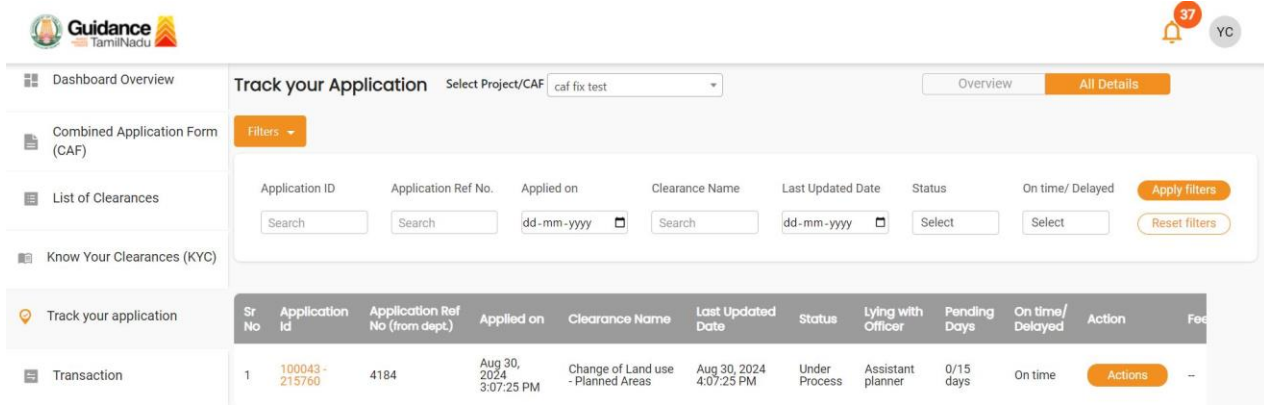 Guidance
TamilNadu
37
YC
Dashboard Overview
Track your Application Select Project/CAF caf fix test Overview All Details
Combined Application Form
(CAF)
Filters
List of Clearances
Application ID Application Ref No. Applied on Clearance Name Last Updated Date Status On time/ Delayed Apply filters
Search Search dd-mm-yyyy Search dd-mm-yyyy Select Select Reset filters
Know Your Clearances (KYC)
Track your application
Sr
No
Application
Id
Application Ref
No (from dept.)
Applied on
Clearance Name
Last Updated
Date
Status
Lying with
Officer
Pending
Days
On time/
Delayed
Action
Fee
Transaction
1
100043 -
215760
4184
Aug 30,
2024
3:07:25 PM
Change of Land use
- Planned Areas
Aug 30, 2024
4:07:25 PM
Under
Process
Assistant
planner
0/15
days
On time
Actions
--